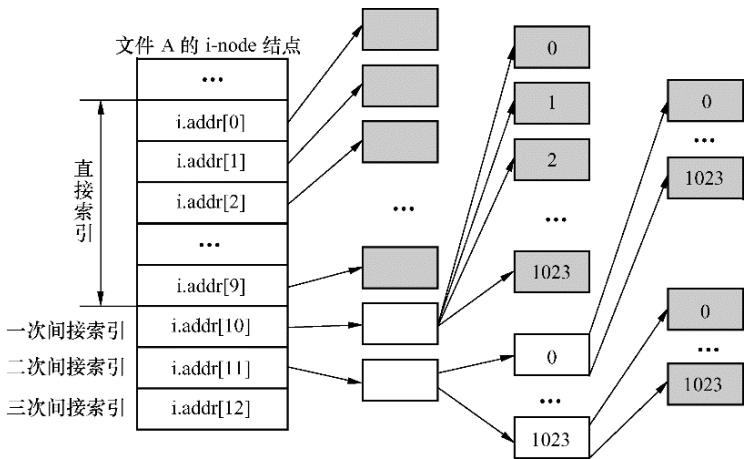 文件 A 的 i-node 结点
…
i.addr[0]
i.addr[1]
i.addr[2]
…
i.addr[9]
i.addr[10]
i.addr[11]
i.addr[12]
直接索引
一次间接索引
二次间接索引
三次间接索引
…
0
1
2
…
1023
0
…
1023
0
…
1023
0
…
1023